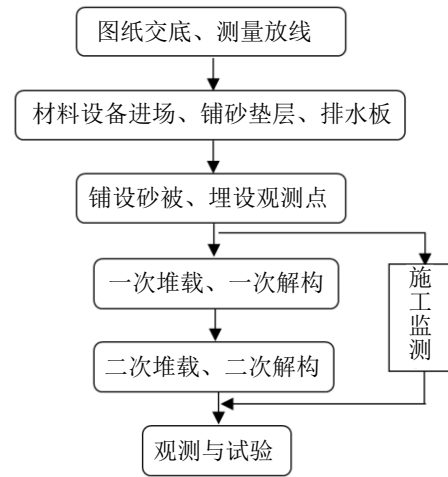 图纸交底、测量放线
材料设备进场、铺砂垫层、排水板
铺设砂被、埋设观测点
一次堆载、一次解构
施工监测
二次堆载、二次解构
观测与试验